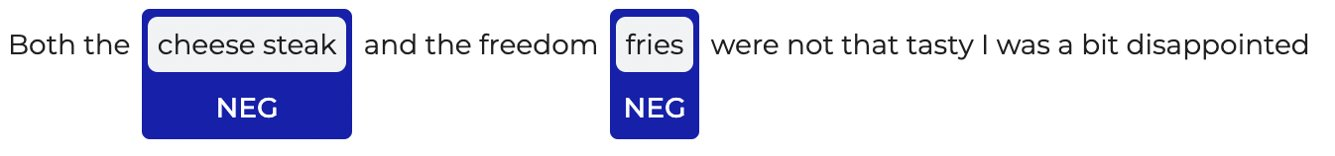 Both the cheese steak and the freedom fries were not that tasty I was a bit disappointed
NEG NEG